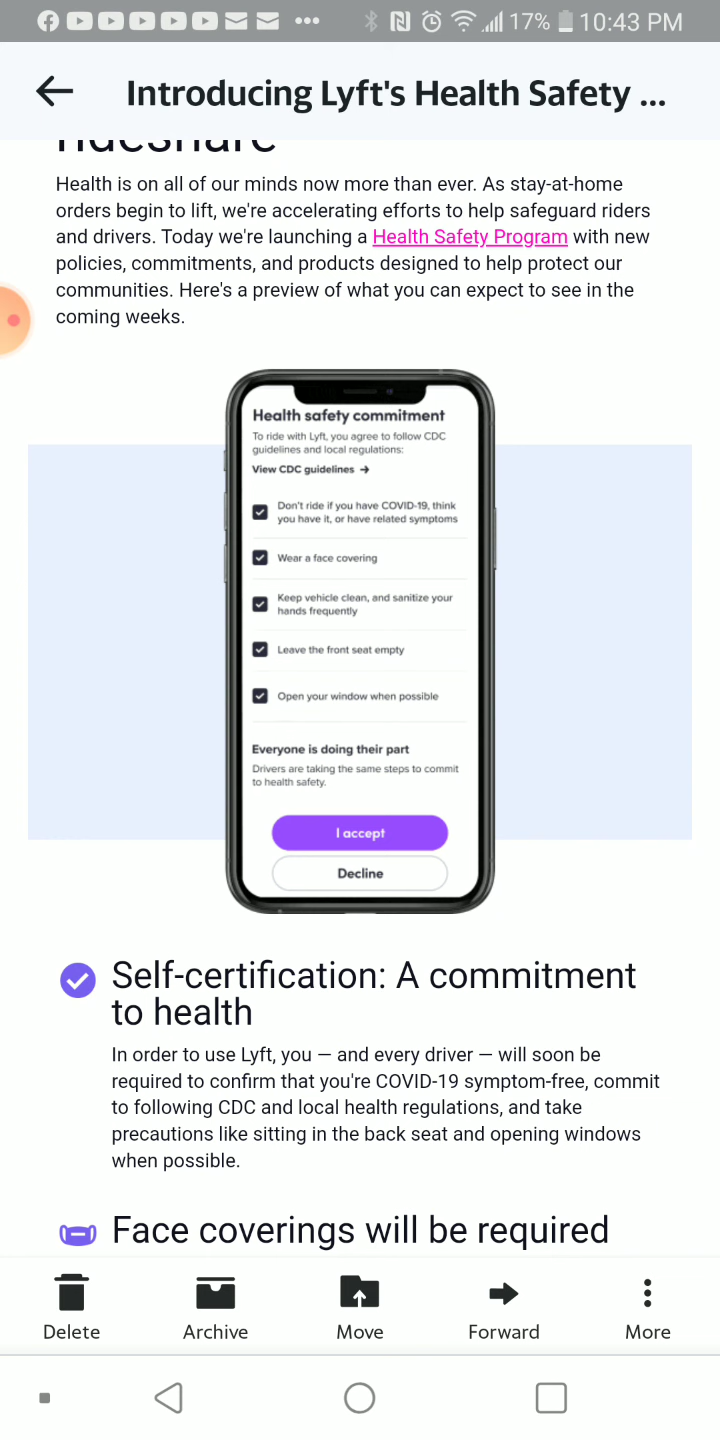 17% 10:43 PM
Introducing Lyft's Health Safety ...
rideshare
Health is on all of our minds now more than ever. As stay-at-home
orders begin to lift, we're accelerating efforts to help safeguard riders
and drivers. Today we're launching a Health Safety Program with new
policies, commitments, and products designed to help protect our
communities. Here's a preview of what you can expect to see in the
coming weeks.
Health safety commitment
To ride with Lyft, you agree to follow CDC
guidelines and local regulations:
View CDC guidelines →
Don't ride if you have COVID-19, think
you have it, or have related symptoms
Wear a face covering
Keep vehicle clean, and sanitize your
hands frequently
Leave the front seat empty
Open your window when possible
Everyone is doing their part
Drivers are taking the same steps to commit
to health safety.
I accept
Decline
Self-certification: A commitment
to health
In order to use Lyft, you — and every driver — will soon be
required to confirm that you're COVID-19 symptom-free, commit
to following CDC and local health regulations, and take
precautions like sitting in the back seat and opening windows
when possible.
Face coverings will be required
Delete Archive Move Forward More